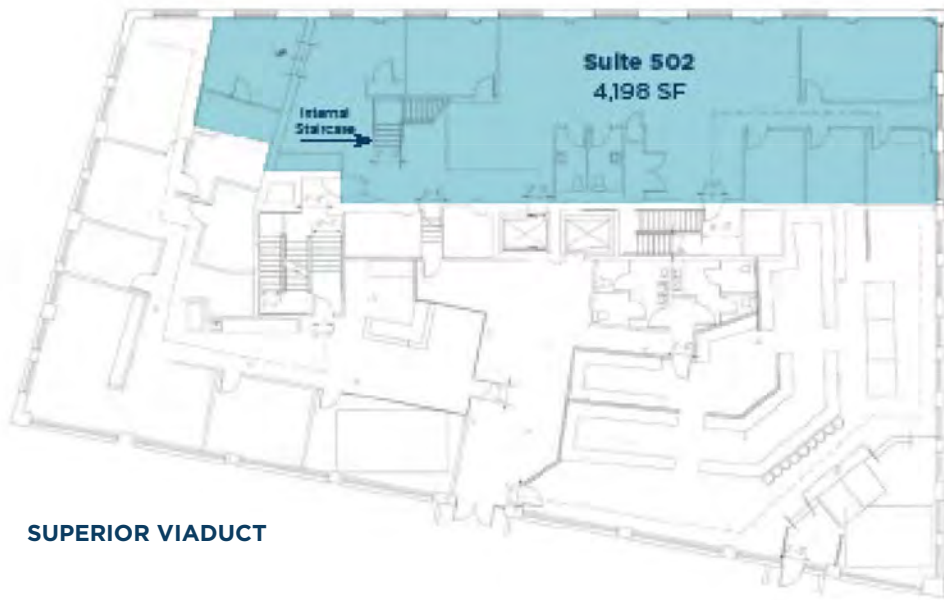 Suite 502
4,198 SF
Internal
Staircase
SUPERIOR VIADUCT